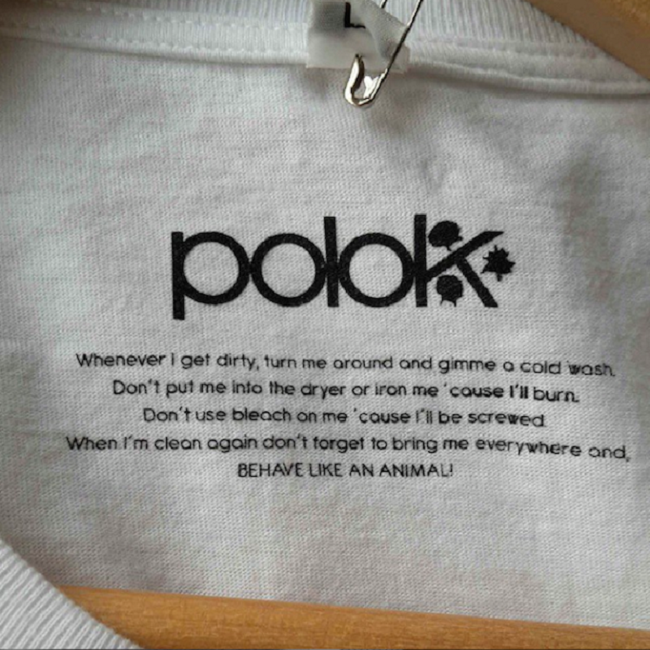 L
polok
Whenever I get dirty, turn me around and gimme a cold wash.
Don't put me into the dryer or iron me 'cause I'll burn.
Don't use bleach on me 'cause I'll be screwed.
When I'm clean again don't forget to bring me everywhere and,
BEHAVE LIKE AN ANIMAL!